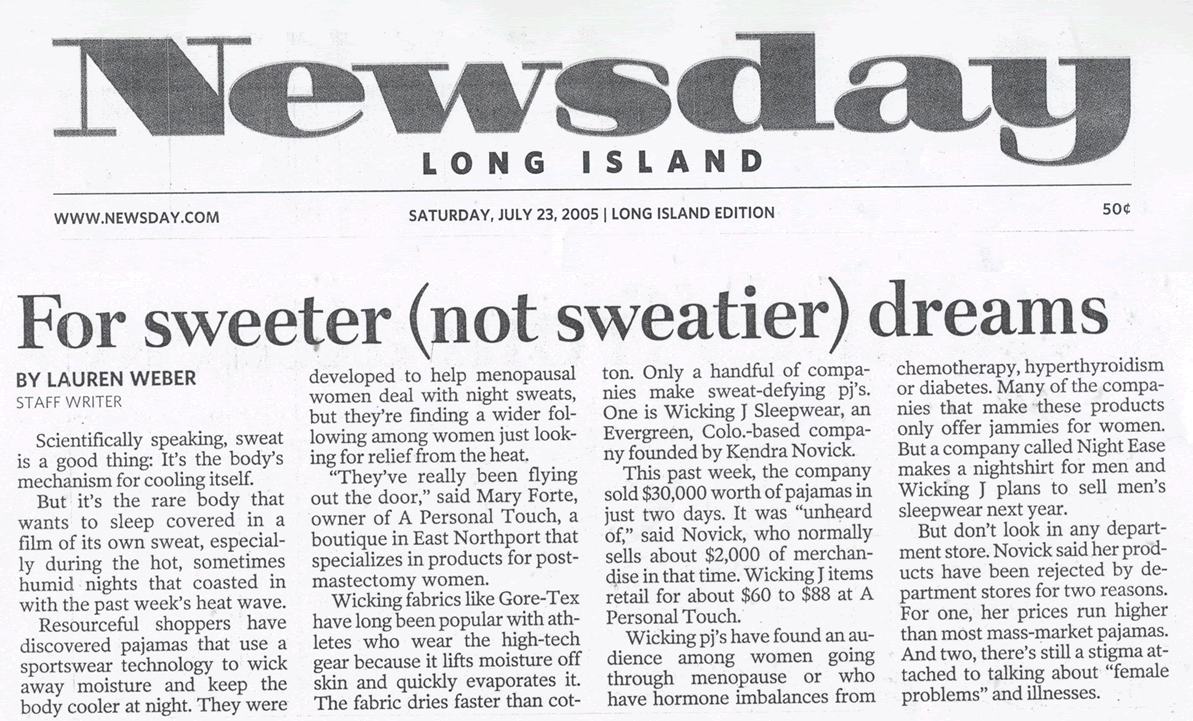 Newsday
LONG ISLAND
WWW.NEWSDAY.COM
SATURDAY, JULY 23, 2005 | LONG ISLAND EDITION
50¢
For sweeter (not sweatier) dreams
BY LAUREN WEBER
STAFF WRITER
Scientifically speaking, sweat
is a good thing: It's the body's
mechanism for cooling itself.
But it's the rare body that
wants to sleep covered in a
film of its own sweat, especial-
ly during the hot, sometimes
humid nights that coasted in
with the past week's heat wave.
Resourceful shoppers have
discovered pajamas that use a
sportswear technology to wick
away moisture and keep the
body cooler at night. They were
developed to help menopausal
women deal with night sweats,
but they're finding a wider fol-
lowing among women just look-
ing for relief from the heat.
"They've really been flying
out the door," said Mary Forte,
owner of A Personal Touch, a
boutique in East Northport that
specializes in products for post-
mastectomy women.
Wicking fabrics like Gore-Tex
have long been popular with ath-
letes who wear the high-tech
gear because it lifts moisture off
skin and quickly evaporates it.
The fabric dries faster than cot-
ton. Only a handful of compa-
nies make sweat-defying pj's.
One is Wicking J Sleepwear, an
Evergreen, Colo.-based compa-
ny founded by Kendra Novick.
This past week, the company
sold $30,000 worth of pajamas in
just two days. It was "unheard
of," said Novick, who normally
sells about $2,000 of merchan-
dise in that time. Wicking J items
retail for about $60 to $88 at A
Personal Touch.
Wicking pj's have found an au-
dience among women going
through menopause or who
have hormone imbalances from
chemotherapy, hyperthyroidism
or diabetes. Many of the compa-
nies that make these products
only offer jammies for women.
But a company called Night Ease
makes a nightshirt for men and
Wicking J plans to sell men's
sleepwear next year.
But don't look in any depart-
ment store. Novick said her prod-
ucts have been rejected by de-
partment stores for two reasons.
For one, her prices run higher
than most mass-market pajamas.
And two, there's still a stigma at-
tached to talking about "female
problems" and illnesses.